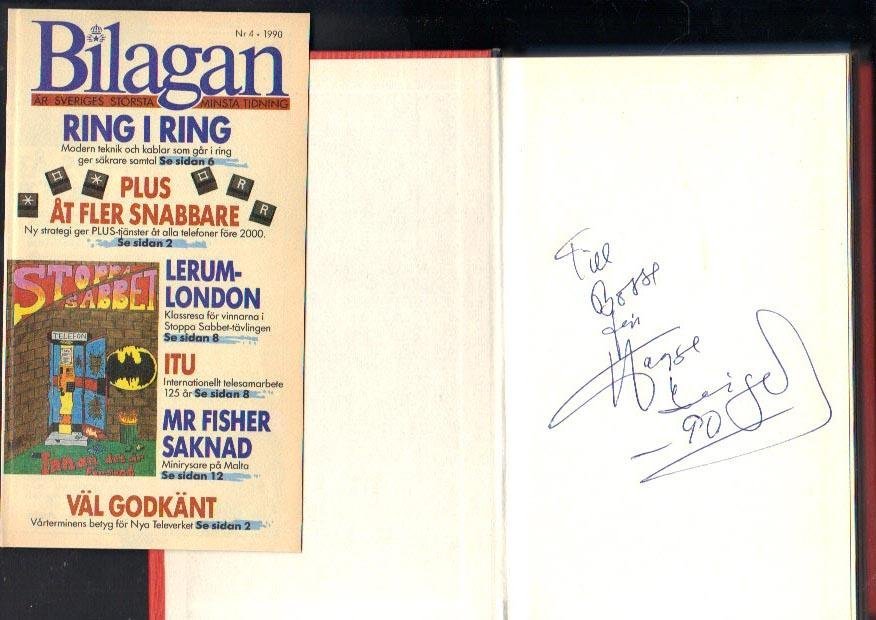 Nr 4 • 1990
Bilagan
ÄR SVERIGES STÖRSTA MINSTA TIDNING
RING I RING
Modern teknik och kablar som går i ring
ger säkrare samtal Se sidan 6
PLUS
ÅT FLER SNABBARE
Ny strategi ger PLUS-tjänster åt alla telefoner före 2000.
Se sidan 2
STOPPA
SABBET
TELEFON
LERUM-
LONDON
Klassresa för vinnarna i
Stoppa Sabbet-tävlingen
Se sidan 8
ITU
Internationellt telesamarbete
125 år Se sidan 8
MR FISHER
SAKNAD
Minirysare på Malta
Se sidan 12
VÄL GODKÄNT
Vårterminens betyg för Nya Televerket Se sidan 2
Till
Bosse
Hasse
-90